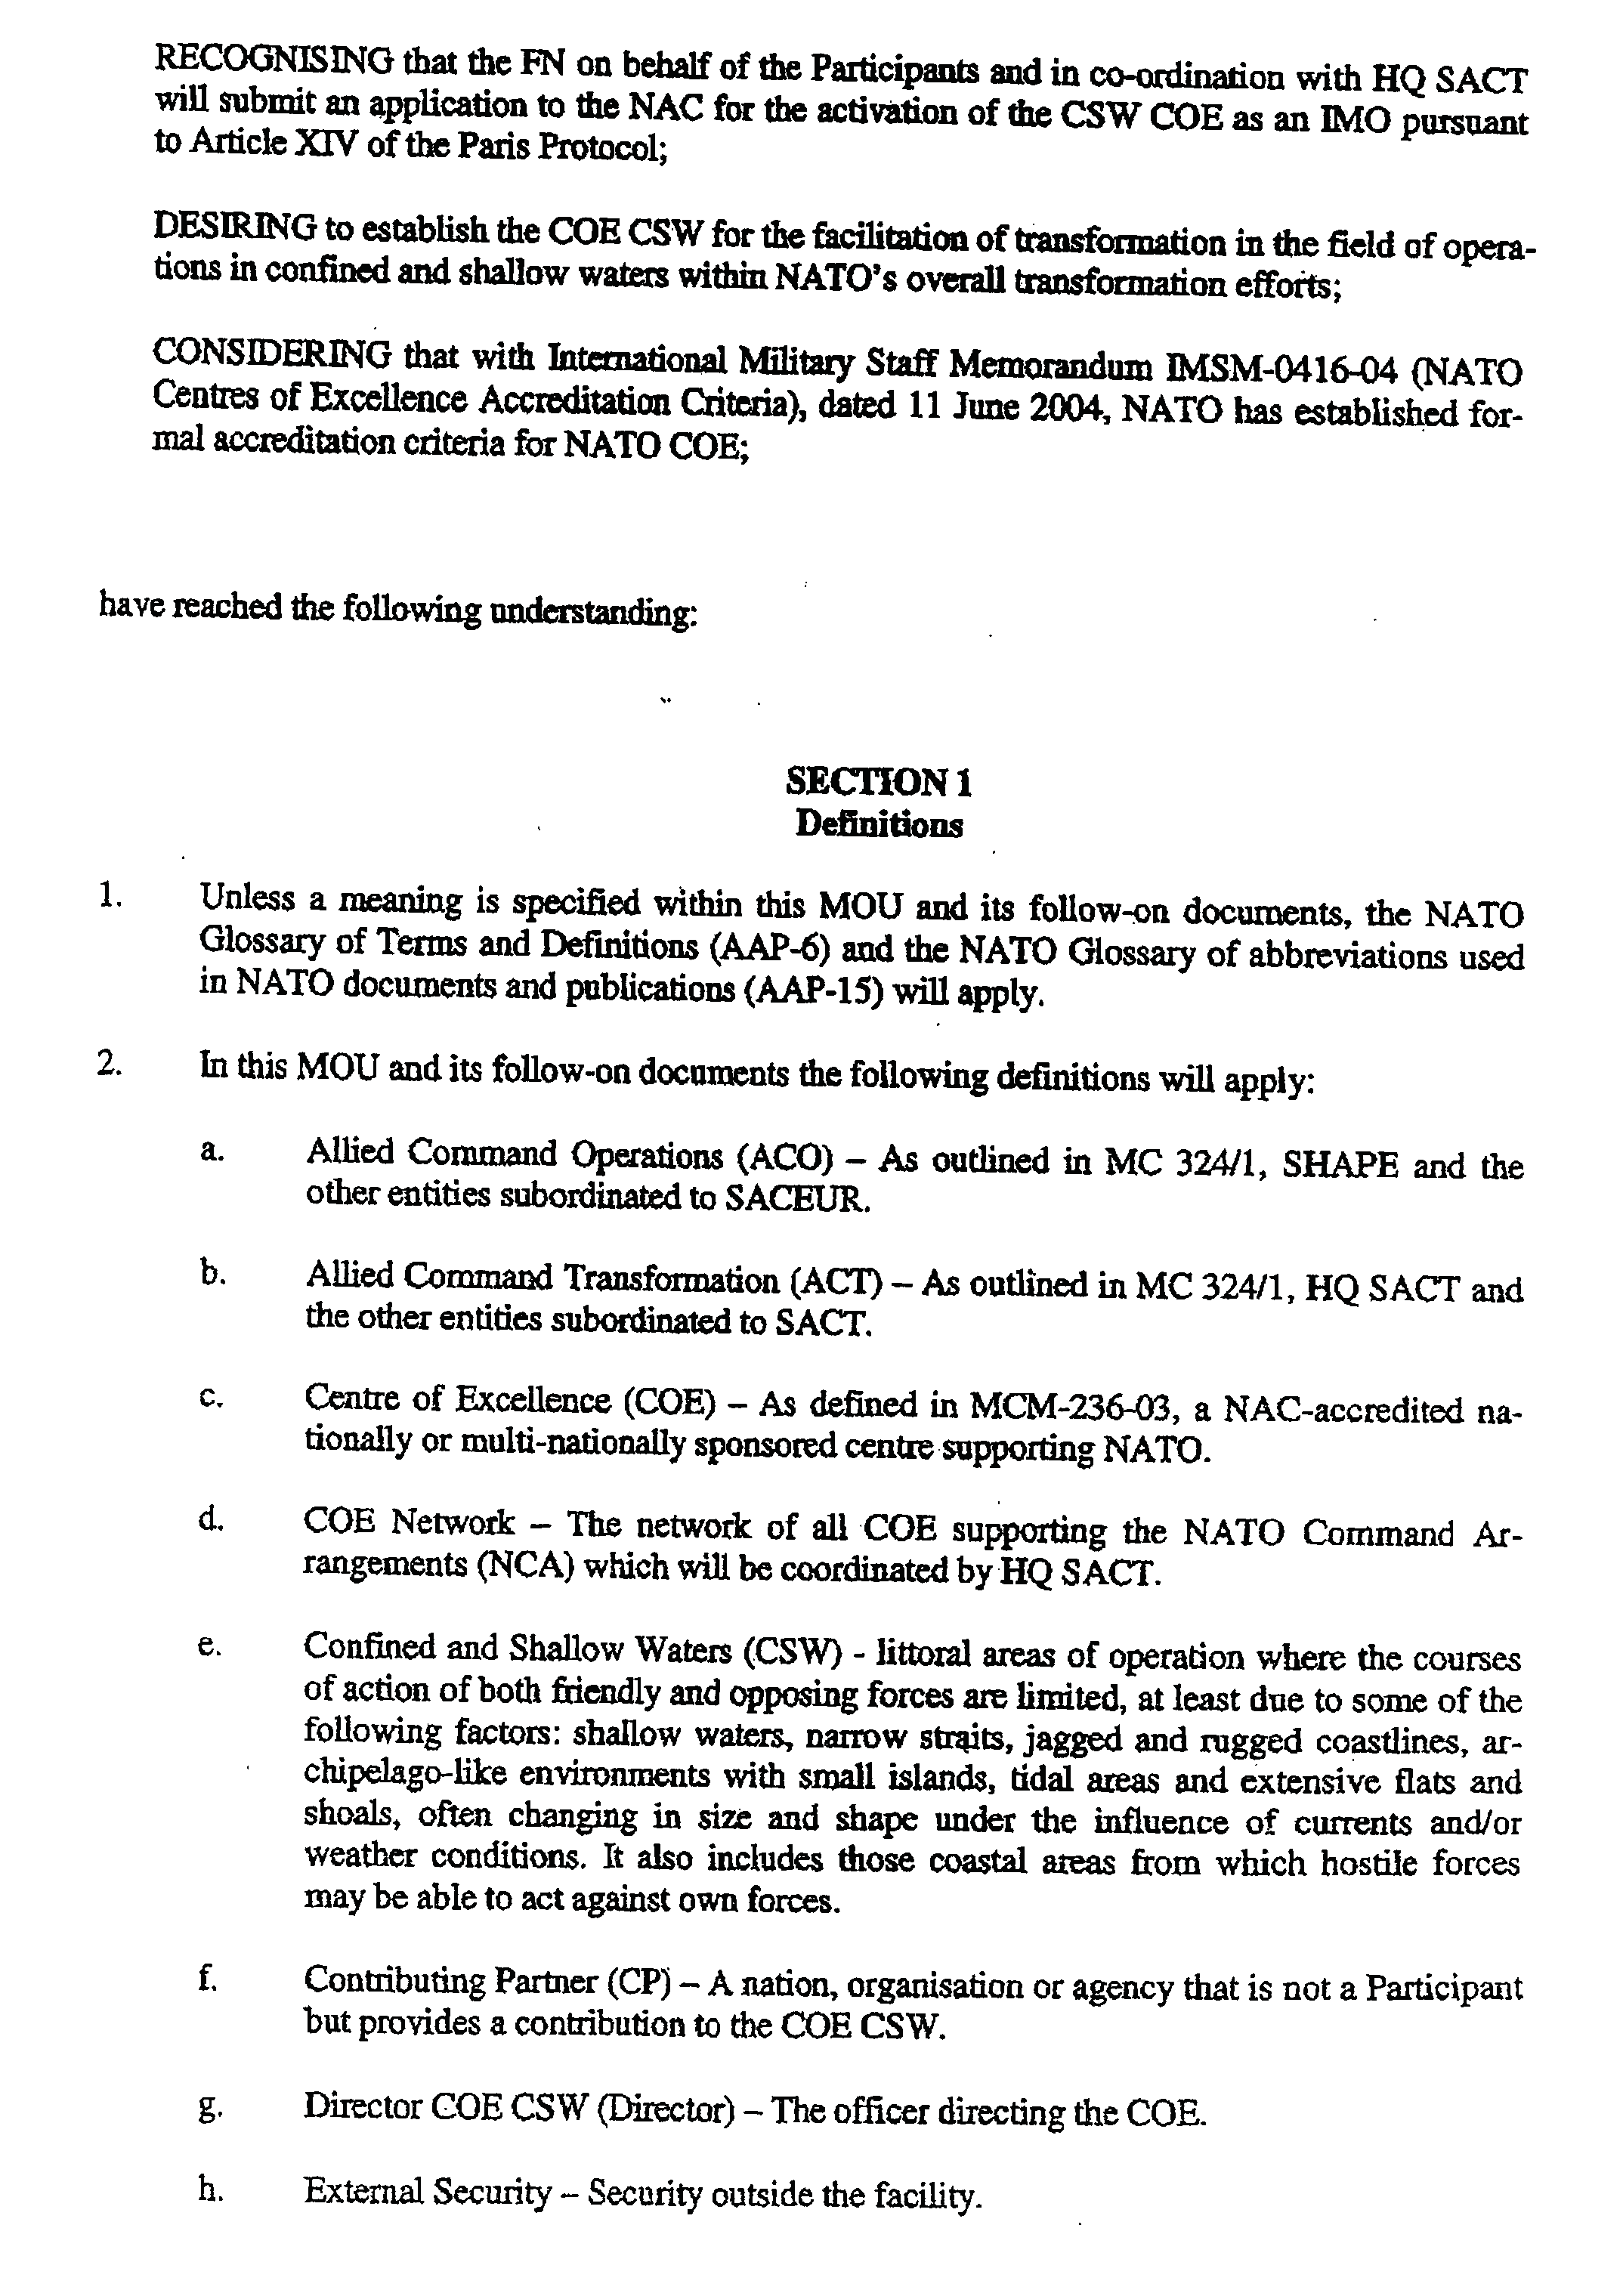 RECOGNISING that the FN on behalf of the Participants and in co-ordination with HQ SACT
will submit an application to the NAC for the activation of the CSW COE as an IMO pursuant
to Article XIV of the Paris Protocol;
DESIRING to establish the COE CSW for the facilitation of transformation in the field of opera-
tions in confined and shallow waters within NATO's overall transformation efforts;
CONSIDERING that with International Military Staff Memorandum IMSM-0416-04 (NATO
Centres of Excellence Accreditation Criteria), dated 11 June 2004, NATO has established for-
mal accreditation criteria for NATO COE;
have reached the following understanding:
SECTION 1
Definitions
1. Unless a meaning is specified within this MOU and its follow-on documents, the NATO
Glossary of Terms and Definitions (AAP-6) and the NATO Glossary of abbreviations used
in NATO documents and publications (AAP-15) will apply.
2. In this MOU and its follow-on documents the following definitions will apply:
a. Allied Command Operations (ACO) – As outlined in MC 324/1, SHAPE and the
other entities subordinated to SACEUR.
b. Allied Command Transformation (ACT) – As outlined in MC 324/1, HQ SACT and
the other entities subordinated to SACT.
c. Centre of Excellence (COE) – As defined in MCM-236-03, a NAC-accredited na-
tionally or multi-nationally sponsored centre supporting NATO.
d. COE Network – The network of all COE supporting the NATO Command Ar-
rangements (NCA) which will be coordinated by HQ SACT.
e. Confined and Shallow Waters (CSW) - littoral areas of operation where the courses
of action of both friendly and opposing forces are limited, at least due to some of the
following factors: shallow waters, narrow straits, jagged and rugged coastlines, ar-
chipelago-like environments with small islands, tidal areas and extensive flats and
shoals, often changing in size and shape under the influence of currents and/or
weather conditions. It also includes those coastal areas from which hostile forces
may be able to act against own forces.
f. Contributing Partner (CP) – A nation, organisation or agency that is not a Participant
but provides a contribution to the COE CSW.
g. Director COE CSW (Director) – The officer directing the COE.
h. External Security – Security outside the facility.